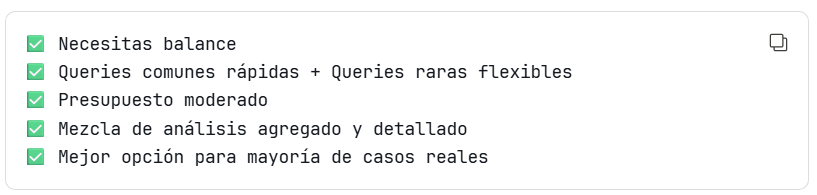 ✅ Necesitas balance
✅ Queries comunes rápidas + Queries raras flexibles
✅ Presupuesto moderado
✅ Mezcla de análisis agregado y detallado
✅ Mejor opción para mayoría de casos reales